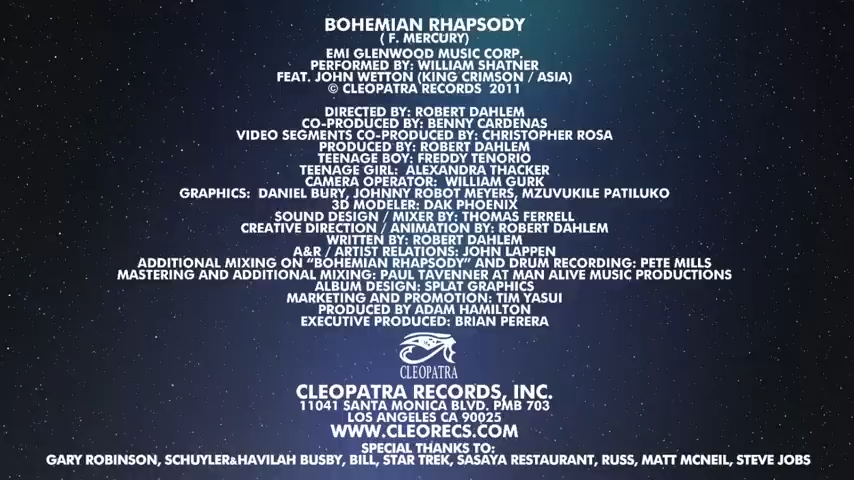 BOHEMIAN RHAPSODY
( F. MERCURY)
EMI GLENWOOD MUSIC CORP.
PERFORMED BY: WILLIAM SHATNER
FEAT. JOHN WETTON (KING CRIMSON / ASIA)
© CLEOPATRA RECORDS 2011
DIRECTED BY: ROBERT DAHLEM
CO-PRODUCED BY: BENNY CARDENAS
VIDEO SEGMENTS CO-PRODUCED BY: CHRISTOPHER ROSA
PRODUCED BY: ROBERT DAHLEM
TEENAGE BOY: FREDDY TENORIO
TEENAGE GIRL: ALEXANDRA THACKER
CAMERA OPERATOR: WILLIAM GURK
GRAPHICS: DANIEL BURY, JOHNNY ROBOT MEYERS, MZUVUKILE PATILUKO
3D MODELER: DAK PHOENIX
SOUND DESIGN / MIXER BY: THOMAS FERRELL
CREATIVE DIRECTION / ANIMATION BY: ROBERT DAHLEM
WRITTEN BY: ROBERT DAHLEM
A&R / ARTIST RELATIONS: JOHN LAPPEN
ADDITIONAL MIXING ON "BOHEMIAN RHAPSODY" AND DRUM RECORDING: PETE MILLS
MASTERING AND ADDITIONAL MIXING: PAUL TAVENNER AT MAN ALIVE MUSIC PRODUCTIONS
ALBUM DESIGN: SPLAT GRAPHICS
MARKETING AND PROMOTION: TIM YASUI
PRODUCED BY ADAM HAMILTON
EXECUTIVE PRODUCED: BRIAN PERERA
CLEOPATRA
CLEOPATRA RECORDS, INC.
11041 SANTA MONICA BLVD. PMB 703
LOS ANGELES CA 90025
WWW.CLEORECS.COM
SPECIAL THANKS TO:
GARY ROBINSON, SCHUYLER&HAVILAH BUSBY, BILL, STAR TREK, SASAYA RESTAURANT, RUSS, MATT MCNEIL, STEVE JOBS